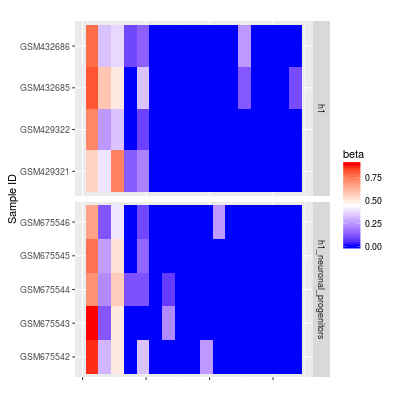 GSM432686
GSM432685
GSM429322
GSM429321
h1
GSM675546
GSM675545
GSM675544
GSM675543
GSM675542
h1_neuronal_progenitors
Sample ID
beta
0.75
0.50
0.25
0.00